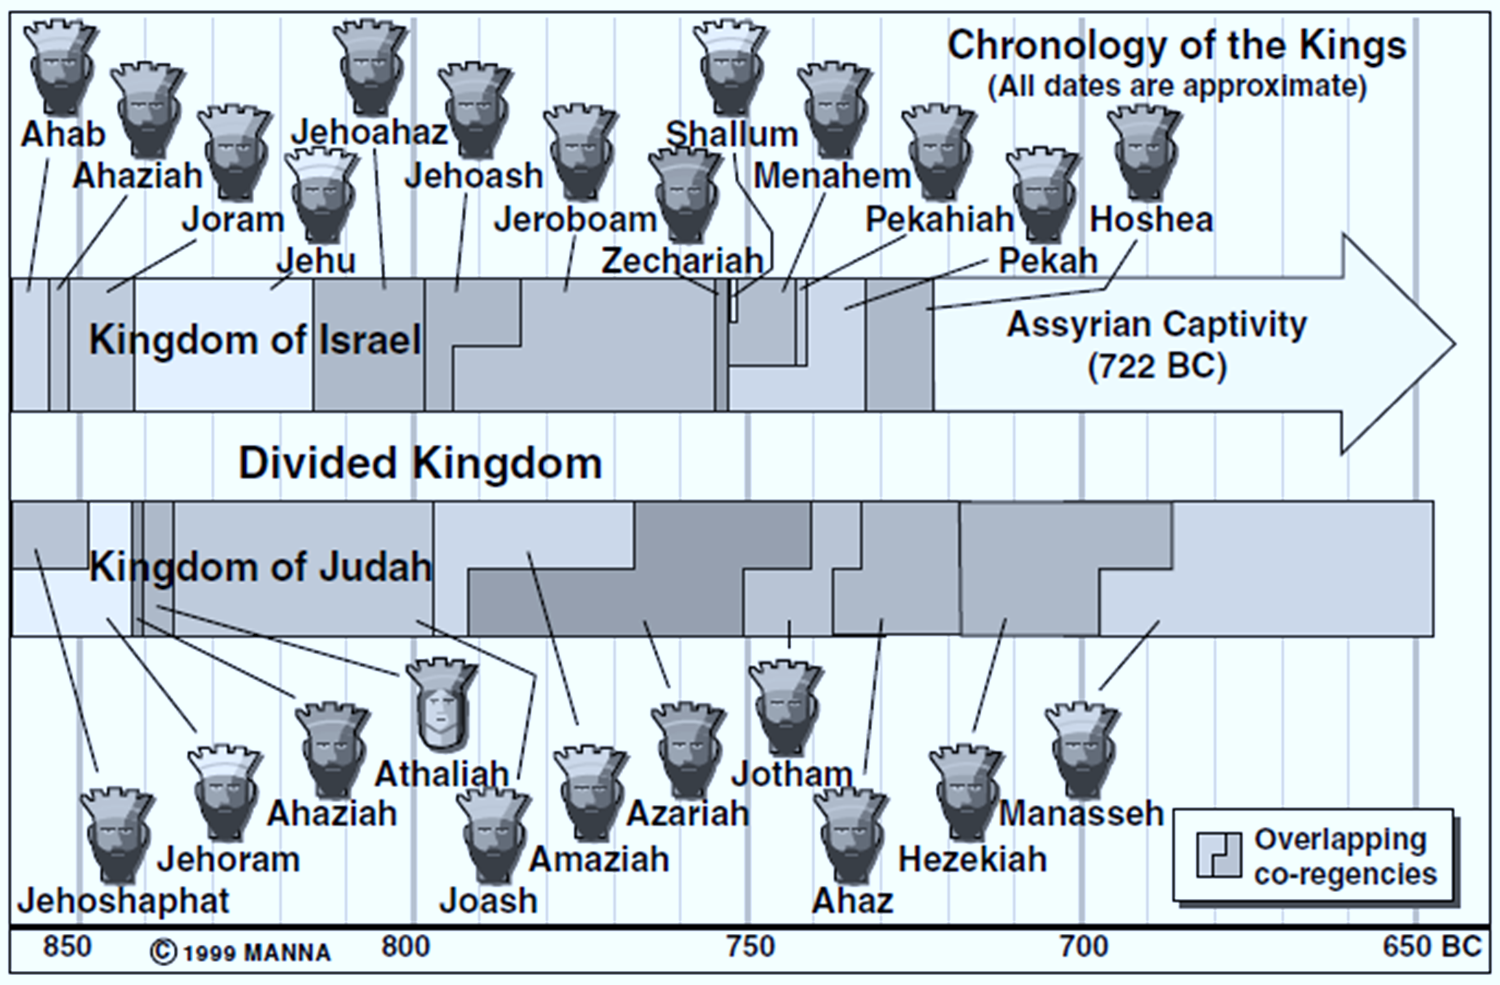 Chronology of the Kings
(All dates are approximate)
Ahab
Ahaziah
Joram
Jehu
Jehoahaz
Jehoash
Jeroboam
Zechariah
Shallum
Menahem
Pekahiah
Pekah
Hoshea
Kingdom of Israel
Assyrian Captivity
(722 BC)
Divided Kingdom
Kingdom of Judah
Jehoshaphat
Jehoram
Ahaziah
Athaliah
Joash
Amaziah
Azariah
Jotham
Ahaz
Hezekiah
Manasseh
Overlapping
co-regencies
850 © 1999 MANNA 800 750 700 650 BC